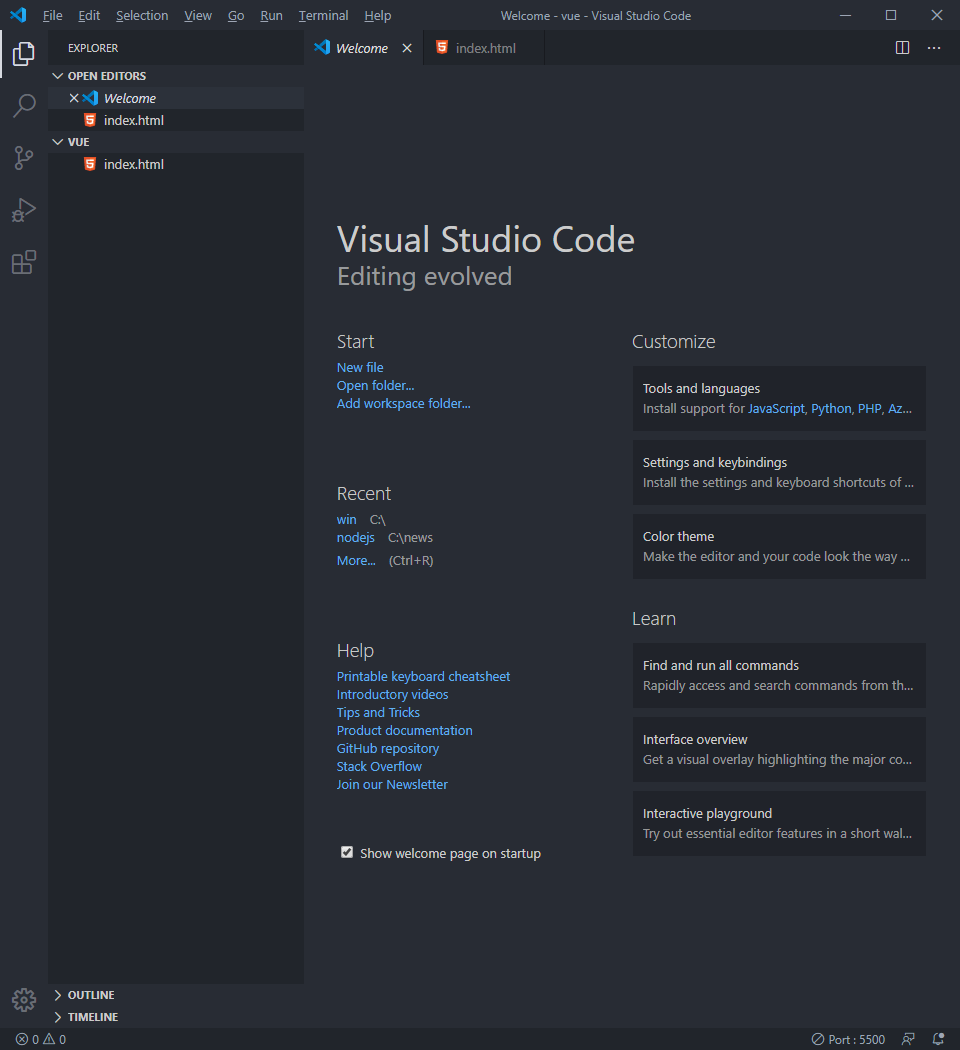 File Edit Selection View Go Run Terminal Help Welcome - vue - Visual Studio Code
EXPLORER
Welcome
index.html
OPEN EDITORS
Welcome
index.html
VUE
index.html
Visual Studio Code
Editing evolved
Start
New file
Open folder...
Add workspace folder...
Recent
win C:\
nodejs C:\news
More... (Ctrl+R)
Help
Printable keyboard cheatsheet
Introductory videos
Tips and Tricks
Product documentation
GitHub repository
Stack Overflow
Join our Newsletter
Show welcome page on startup
Customize
Tools and languages
Install support for JavaScript, Python, PHP, Az...
Settings and keybindings
Install the settings and keyboard shortcuts of ...
Color theme
Make the editor and your code look the way ...
Learn
Find and run all commands
Rapidly access and search commands from th...
Interface overview
Get a visual overlay highlighting the major co...
Interactive playground
Try out essential editor features in a short wal...
OUTLINE
TIMELINE
0 0 Port : 5500